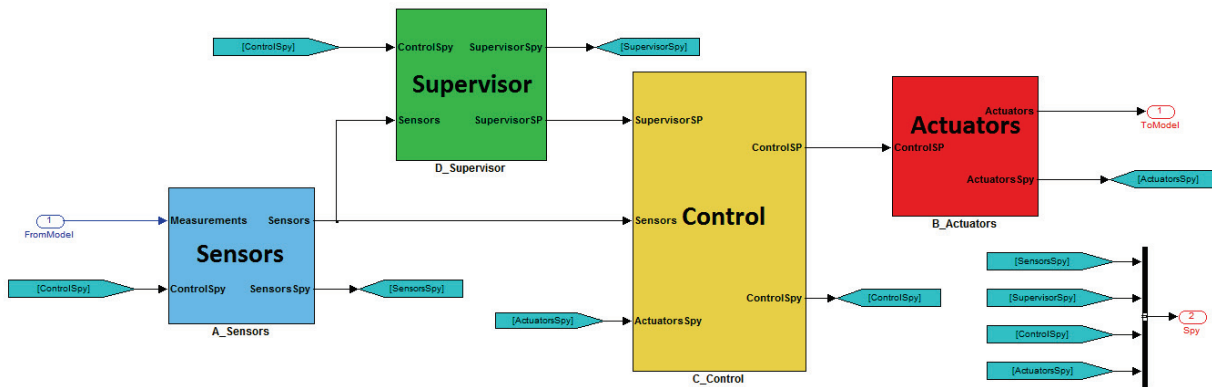 [ControlSpy]
ControlSpy
SupervisorSpy
[SupervisorSpy]
Supervisor
Sensors
SupervisorSP
D_Supervisor
SupervisorSP
ControlSP
Sensors
Control
ControlSpy
[ControlSpy]
[ActuatorsSpy]
ActuatorsSpy
C_Control
Actuators
Actuators
ControlSP
ActuatorsSpy
[ActuatorsSpy]
B_Actuators
1
ToModel
1
FromModel
Measurements
Sensors
Sensors
[ControlSpy]
ControlSpy
SensorsSpy
[SensorsSpy]
A_Sensors
[SensorsSpy]
[SupervisorSpy]
[ControlSpy]
[ActuatorsSpy]
2
Spy